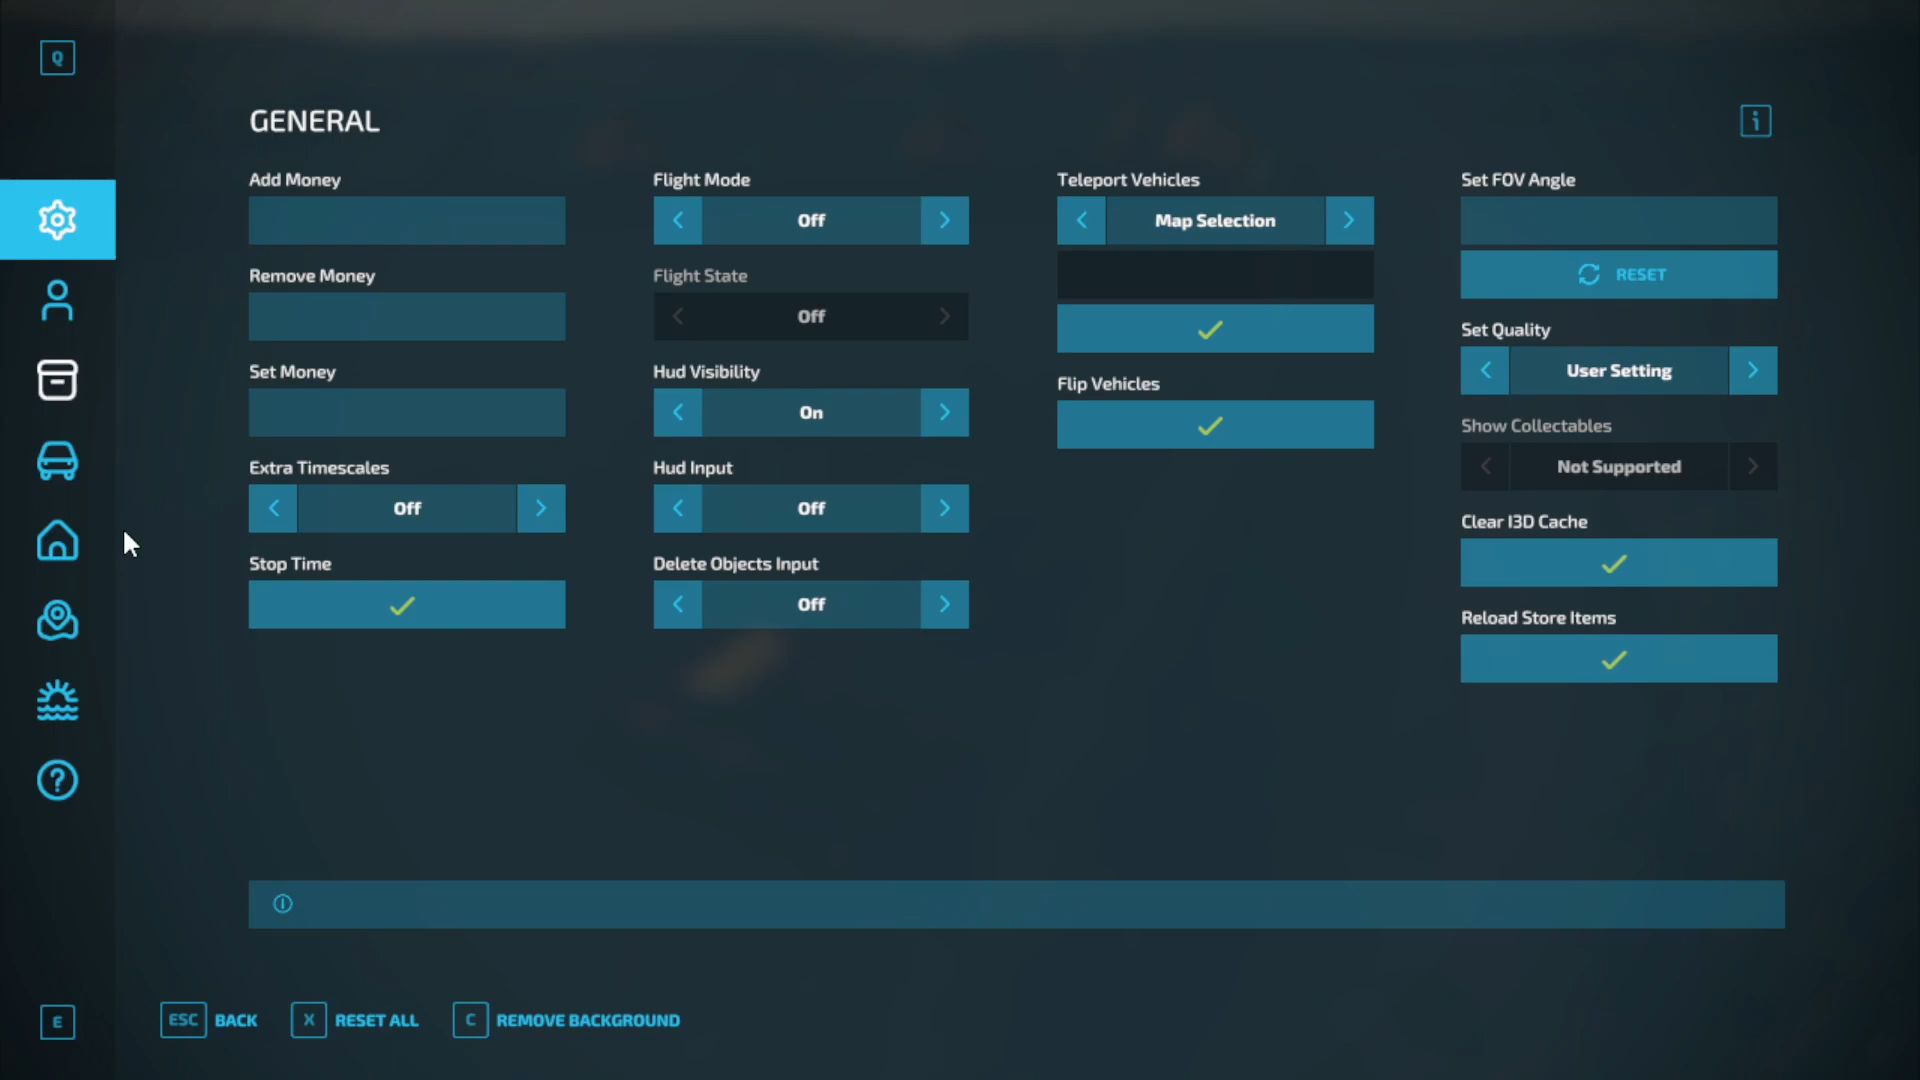 Q
GENERAL
Add Money
Remove Money
Set Money
Extra Timescales
Off
Stop Time
Flight Mode
Off
Flight State
Off
Hud Visibility
On
Hud Input
Off
Delete Objects Input
Off
Teleport Vehicles
Map Selection
Flip Vehicles
Set FOV Angle
RESET
Set Quality
User Setting
Show Collectables
Not Supported
Clear I3D Cache
Reload Store Items
E
ESC BACK X RESET ALL C REMOVE BACKGROUND